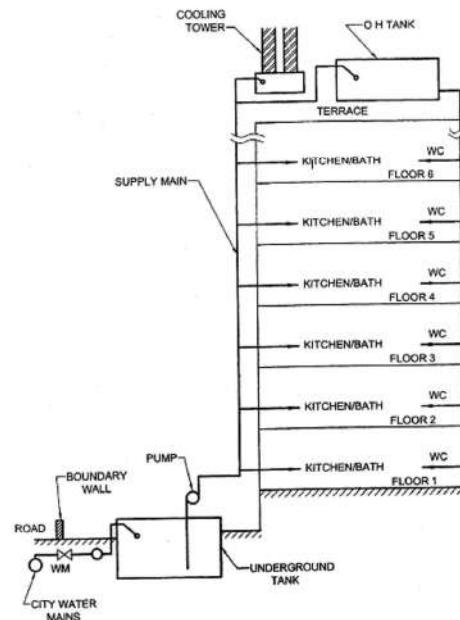 COOLING
TOWER
O H TANK
TERRACE
KITCHEN/BATH
WC
FLOOR 6
SUPPLY MAIN
KITCHEN/BATH
WC
FLOOR 5
KITCHEN/BATH
WC
FLOOR 4
KITCHEN/BATH
WC
FLOOR 3
KITCHEN/BATH
WC
FLOOR 2
PUMP
KITCHEN/BATH
WC
FLOOR 1
BOUNDARY
WALL
ROAD
WM
UNDERGROUND
TANK
CITY WATER
MAINS